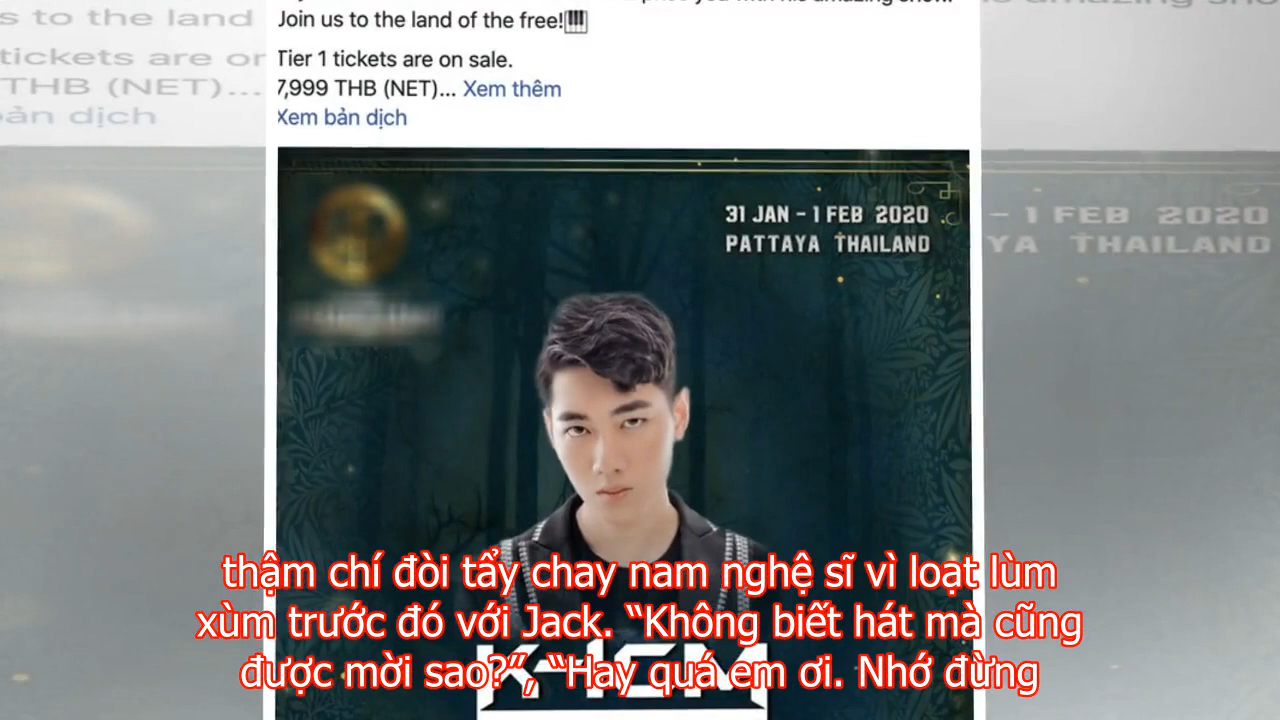 Join us to the land of the free!🎹
Tier 1 tickets are on sale.
7,999 THB (NET)... Xem thêm
Xem bản dịch
31 JAN - 1 FEB 2020
PATTAYA THAILAND
thậm chí đòi tẩy chay nam nghệ sĩ vì loạt lùm
xùm trước đó với Jack. “Không biết hát mà cũng
được mời sao?”, “Hay quá em ơi. Nhớ đừng
K-ICM